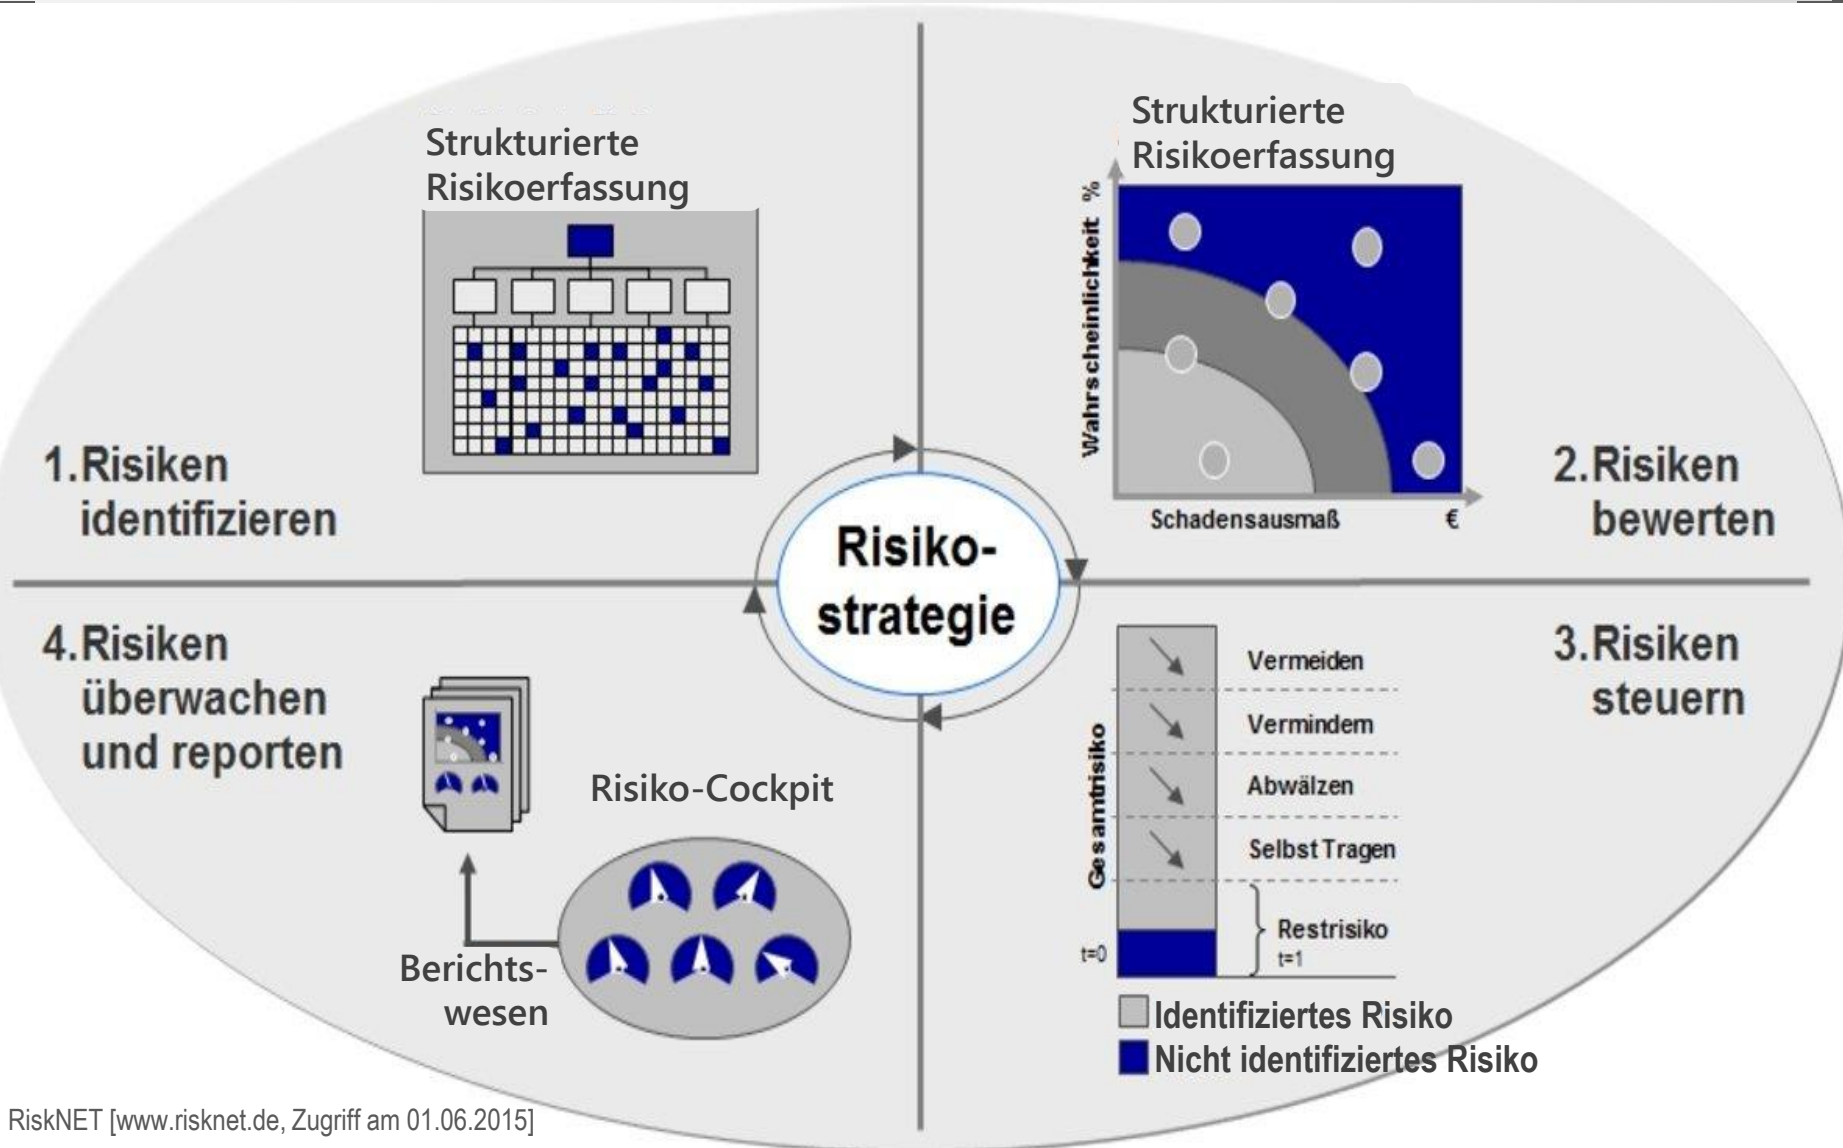 Strukturierte
Risikoerfassung
1.Risiken
identifizieren
Strukturierte
Risikoerfassung
Wahrscheinlichkeit %
Schadensausmaß €
2.Risiken
bewerten
Risiko-
strategie
3.Risiken
steuern
Gesamtrisiko
t=0
Vermeiden
Vermindern
Abwälzen
Selbst Tragen
Restrisiko
t=1
Identifiziertes Risiko
Nicht identifiziertes Risiko
4.Risiken
überwachen
und reporten
Risiko-Cockpit
Berichts-
wesen
RiskNET [www.risknet.de, Zugriff am 01.06.2015]